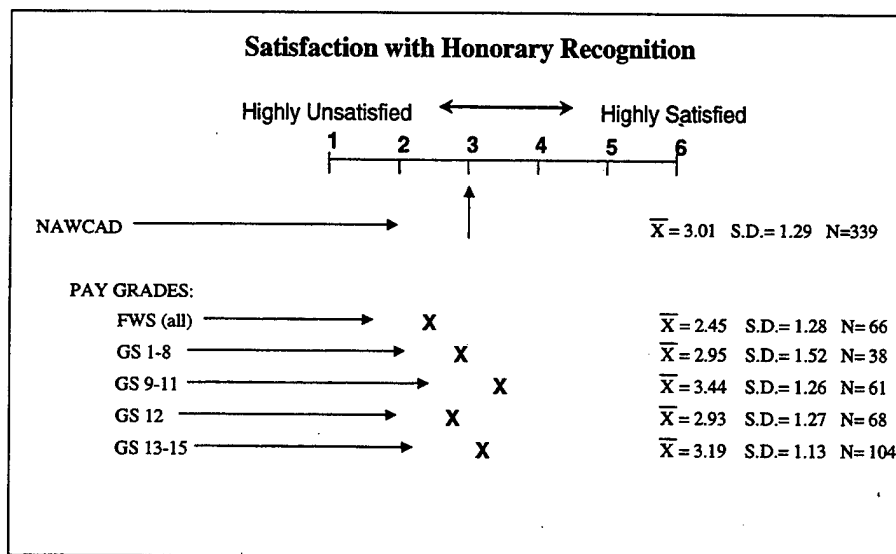 Satisfaction with Honorary Recognition
Highly Unsatisfied Highly Satisfied
1 2 3 4 5 6
NAWCAD X̅ = 3.01 S.D.= 1.29 N=339
PAY GRADES:
FWS (all) X X̅ = 2.45 S.D.= 1.28 N= 66
GS 1-8 X X̅ = 2.95 S.D.= 1.52 N= 38
GS 9-11 X X̅ = 3.44 S.D.= 1.26 N= 61
GS 12 X X̅ = 2.93 S.D.= 1.27 N= 68
GS 13-15 X X̅ = 3.19 S.D.= 1.13 N= 104